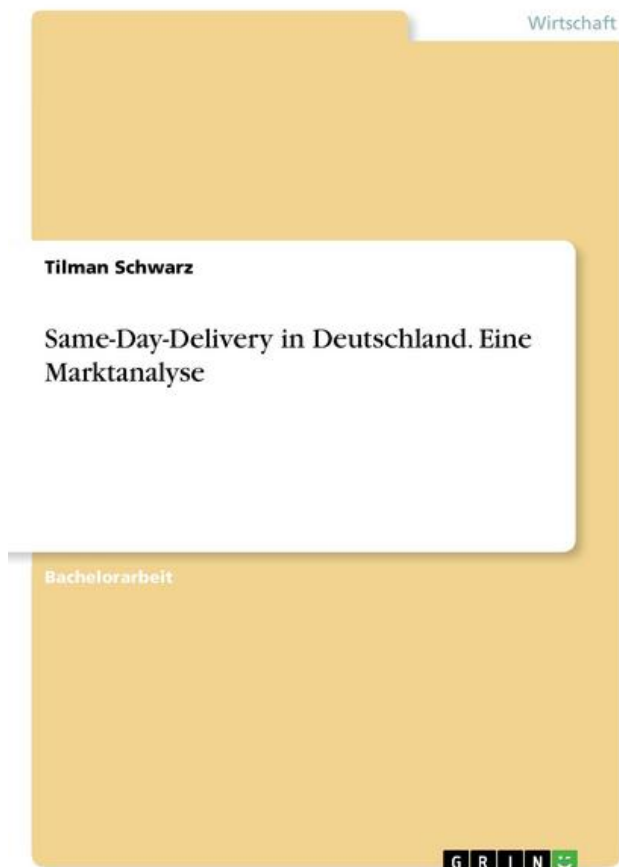 Wirtschaft
Tilman Schwarz
Same-Day-Delivery in Deutschland. Eine
Marktanalyse
Bachelorarbeit
GRIN